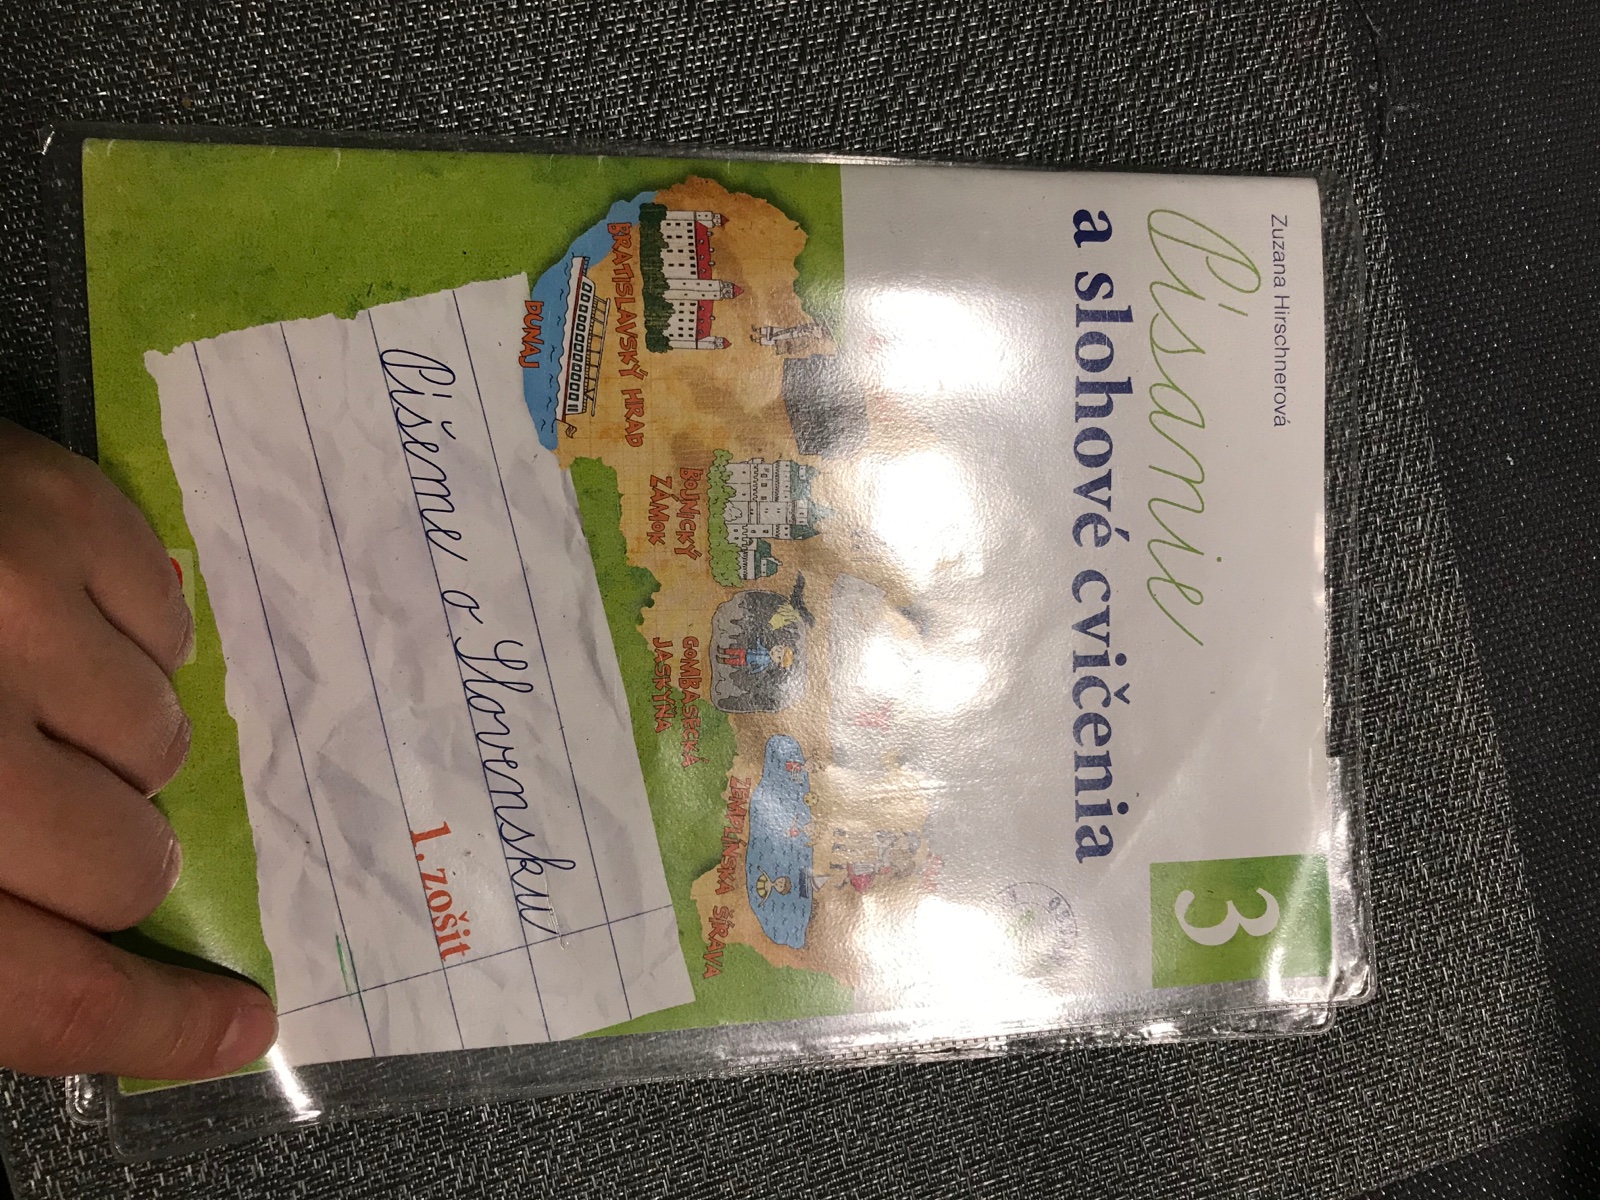 Zuzana Hirschnerová
Písanie
a slohové cvičenia
3
BRATISLAVSKÝ HRAD
DUNAJ
BOJNICKÝ
ZÁMOK
GOMBASECKÁ
JASKYŇA
ZEMPLÍNSKA ŠÍRAVA
Píšeme o Slovensku
1. zošit